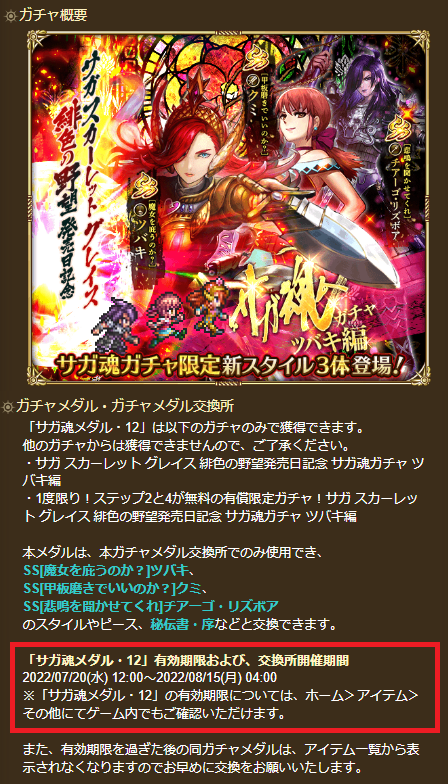 ガチャ概要
サガ スカーレット グレイス
緋色の野望 発売日記念
SS
[魔女を庇うのか?]
ツバキ
SS
[甲板磨きでいいのか?]
クミ
SS
[悲鳴を聞かせてくれ]
チアーゴ・リズボア
サガ魂ガチャ
ツバキ編
サガ魂ガチャ限定新スタイル3体登場!
ガチャメダル・ガチャメダル交換所
「サガ魂メダル・12」は以下のガチャのみで獲得できます。
他のガチャからは獲得できませんので、ご了承ください。
・サガ スカーレット グレイス 緋色の野望発売日記念 サガ魂ガチャ ツ
バキ編
・1度限り!ステップ2と4が無料の有償限定ガチャ!サガ スカーレッ
ト グレイス 緋色の野望発売日記念 サガ魂ガチャ ツバキ編
本メダルは、本ガチャメダル交換所でのみ使用でき、
SS[魔女を庇うのか?]ツバキ、
SS[甲板磨きでいいのか?]クミ、
SS[悲鳴を聞かせてくれ]チアーゴ・リズボア
のスタイルやピース、秘伝書・序などと交換できます。
「サガ魂メダル・12」有効期限および、交換所開催期間
2022/07/20(水) 12:00~2022/08/15(月) 04:00
※「サガ魂メダル・12」の有効期限については、ホーム>アイテム>
その他にてゲーム内でもご確認いただけます。
また、有効期限を過ぎた後の同ガチャメダルは、アイテム一覧から表
示されなくなりますのでお早めに交換をお願いいたします。